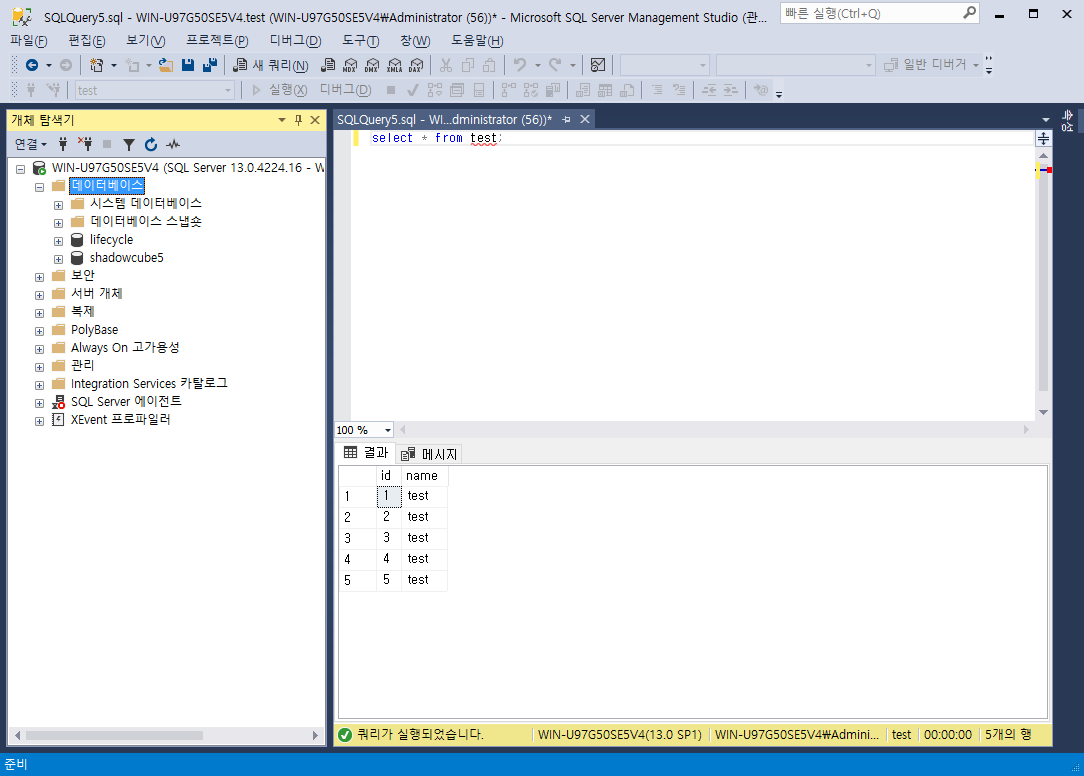 SQLQuery5.sql - WIN-U97G50SE5V4.test (WIN-U97G50SE5V4₩Administrator (56))* - Microsoft SQL Server Management Studio (관...
빠른 실행(Ctrl+Q)
파일(F) 편집(E) 보기(V) 프로젝트(P) 디버그(D) 도구(T) 창(W) 도움말(H)
새 쿼리(N) MDX DMX XMLA DAX 일반 디버거
test 실행(X) 디버그(D)
개체 탐색기
연결
WIN-U97G50SE5V4 (SQL Server 13.0.4224.16 - W
데이터베이스
시스템 데이터베이스
데이터베이스 스냅숏
lifecycle
shadowcube5
보안
서버 개체
복제
PolyBase
Always On 고가용성
관리
Integration Services 카탈로그
SQL Server 에이전트
XEvent 프로파일러
SQLQuery5.sql - WI...dministrator (56))*
select * from test;
속성
100 %
결과 메시지
id name
1 1 test
2 2 test
3 3 test
4 4 test
5 5 test
쿼리가 실행되었습니다. WIN-U97G50SE5V4(13.0 SP1) WIN-U97G50SE5V4₩Admini... test 00:00:00 5개의 행
준비